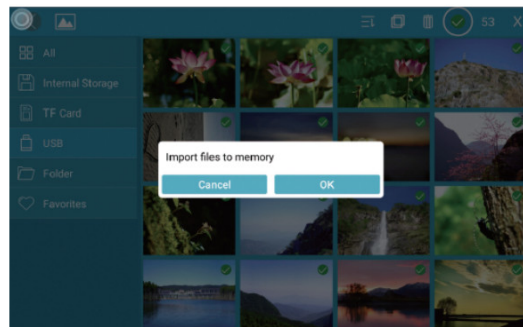 53 X
All
Internal Storage
TF Card
USB
Folder
Favorites
Import files to memory
Cancel OK